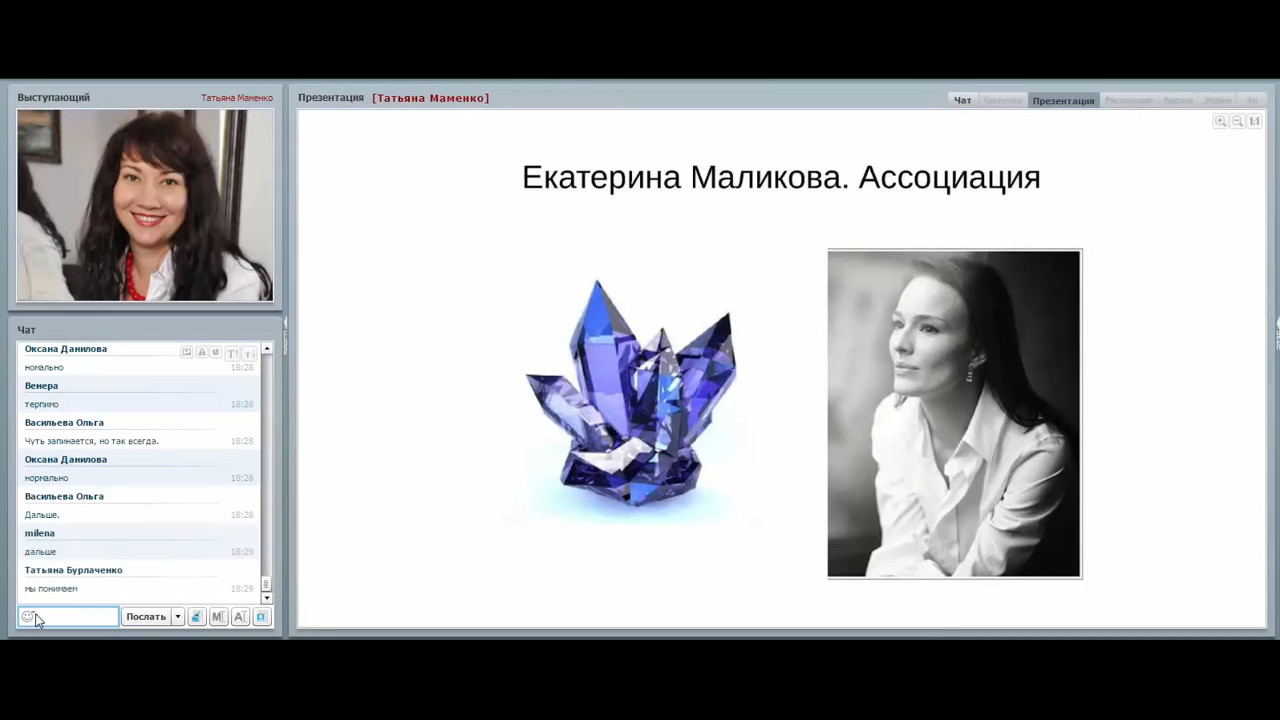 Выступающий
Татьяна Маменко
Презентация [Татьяна Маменко]
Чат
Презентация
1:1
Екатерина Маликова. Ассоциация
Чат
Оксана Данилова
номально 18:28
Венера
терпимо 18:28
Васильева Ольга
Чуть запинается, но так всегда. 18:28
Оксана Данилова
нормально 18:28
Васильева Ольга
Дальше. 18:28
milena
дальше 18:29
Татьяна Бурлаченко
мы понимаем 18:29
Послать